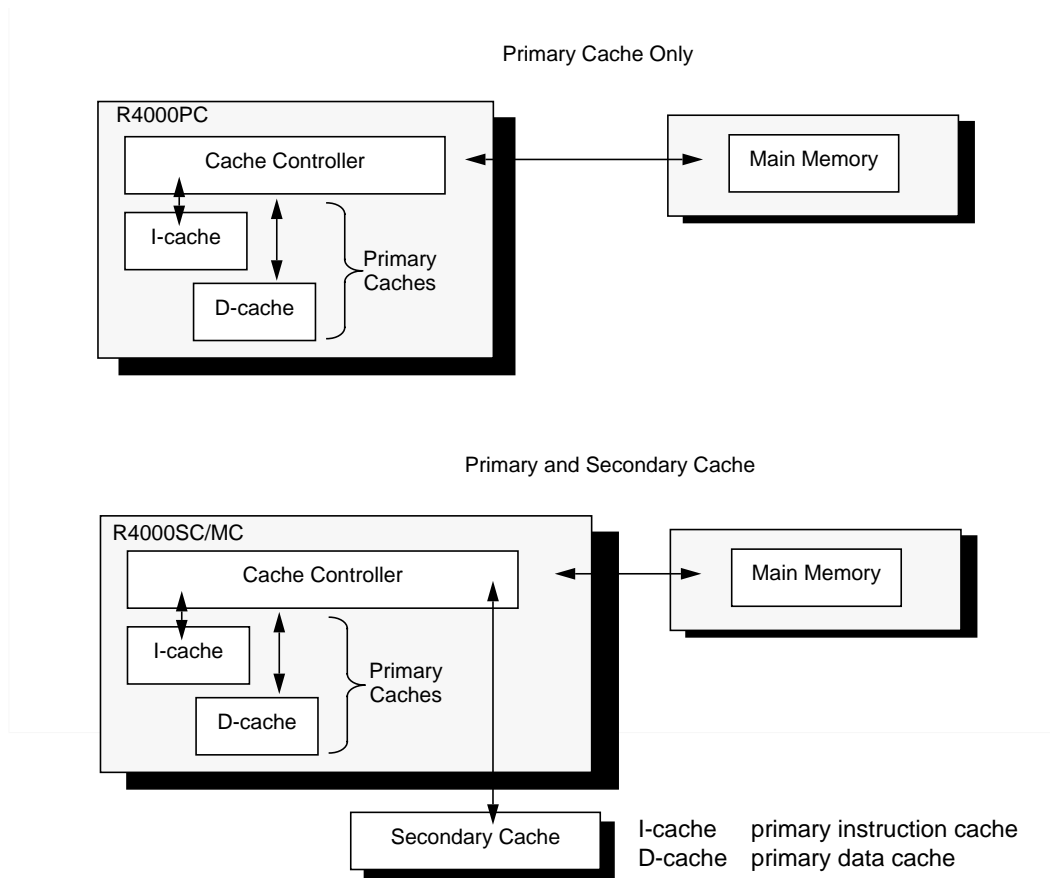 Primary Cache Only
R4000PC
Cache Controller
Main Memory
I-cache
Primary
Caches
D-cache
Primary and Secondary Cache
R4000SC/MC
Cache Controller
Main Memory
I-cache
Primary
Caches
D-cache
Secondary Cache
I-cache primary instruction cache
D-cache primary data cache